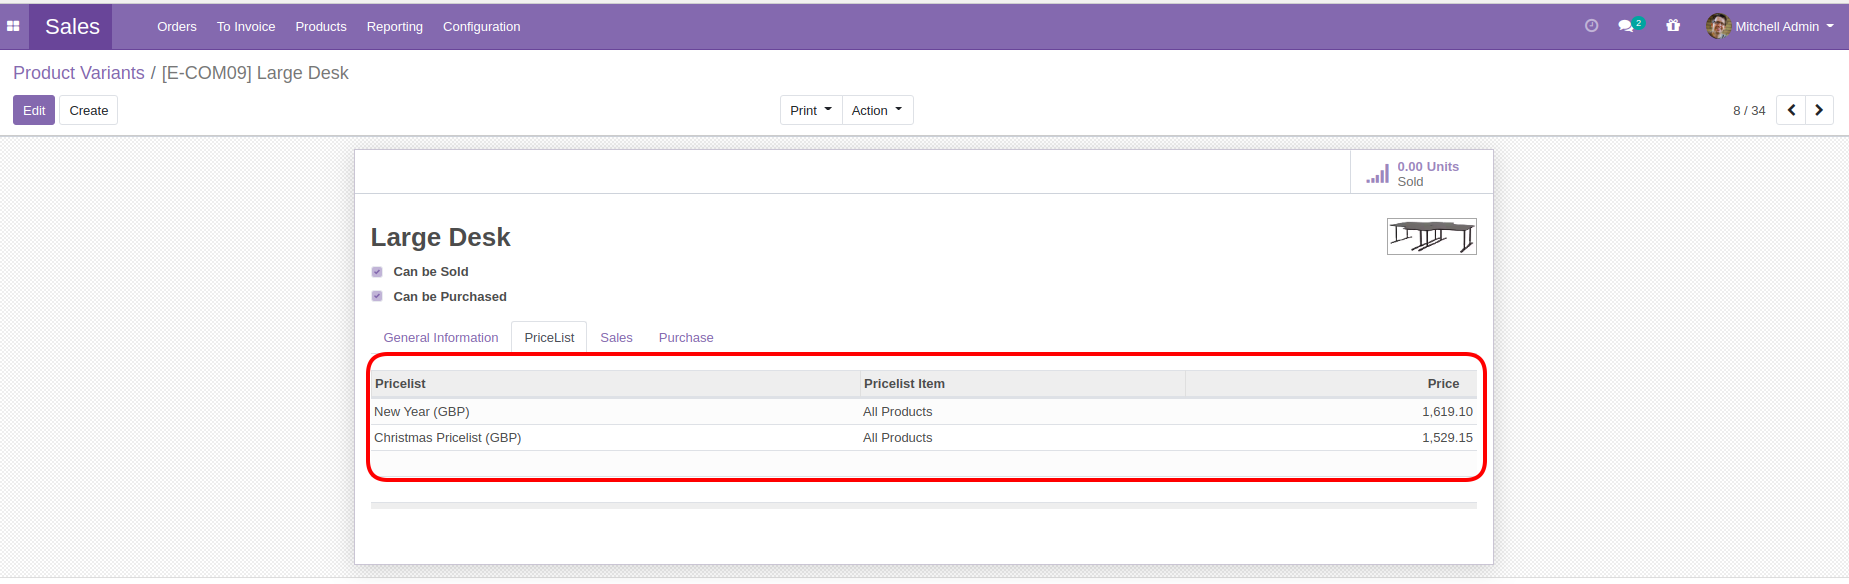 Sales Orders To Invoice Products Reporting Configuration 2 Mitchell Admin
Product Variants / [E-COM09] Large Desk
Edit Create Print Action 8 / 34
0.00 Units
Sold
Large Desk
Can be Sold
Can be Purchased
General Information PriceList Sales Purchase
Pricelist Pricelist Item Price
New Year (GBP) All Products 1,619.10
Christmas Pricelist (GBP) All Products 1,529.15